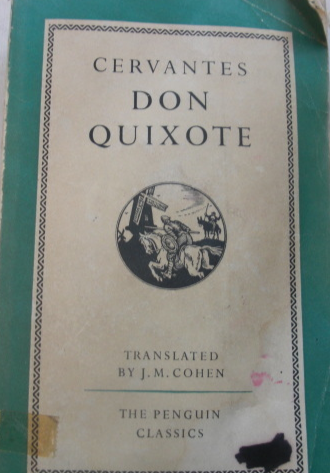 CERVANTES
DON
QUIXOTE
TRANSLATED
BY J. M. COHEN
THE PENGUIN
CLASSICS